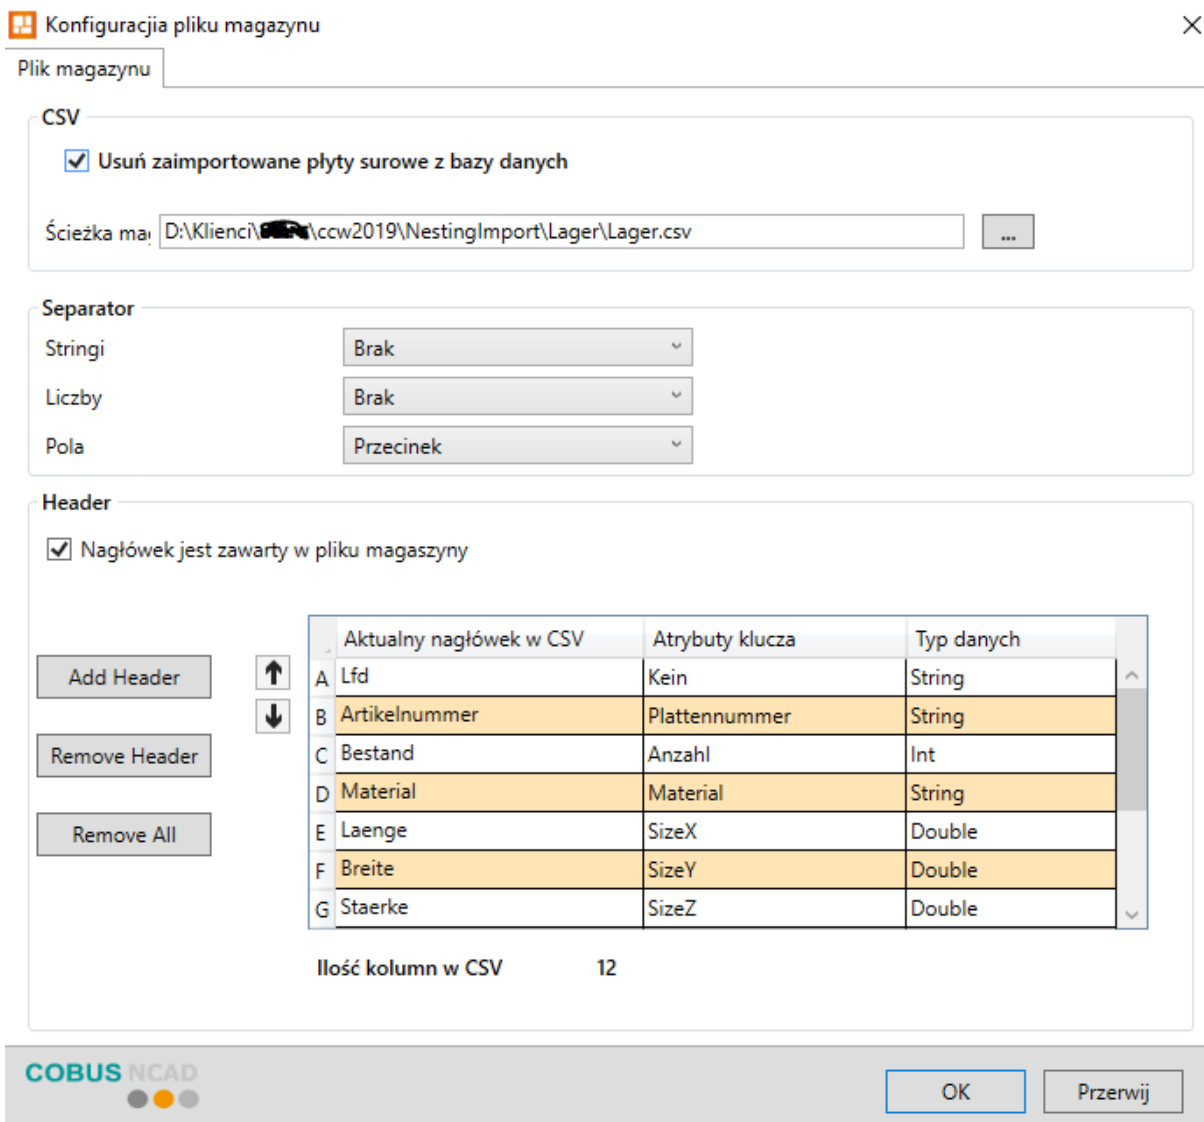 Konfiguracjia pliku magazynu
Plik magazynu
CSV
Usuń zaimportowane płyty surowe z bazy danych
Ścieżka mag D:\Klienci\ \ccw2019\NestingImport\Lager\Lager.csv ...
Separator
Stringi Brak
Liczby Brak
Pola Przecinek
Header
Nagłówek jest zawarty w pliku magaszyny
Aktualny nagłówek w CSV Atrybuty klucza Typ danych
Add Header
Remove Header
Remove All
A Lfd Kein String
B Artikelnummer Plattennummer String
C Bestand Anzahl Int
D Material Material String
E Laenge SizeX Double
F Breite SizeY Double
G Staerke SizeZ Double
Ilość kolumn w CSV 12
COBUS NCAD
OK Przerwij